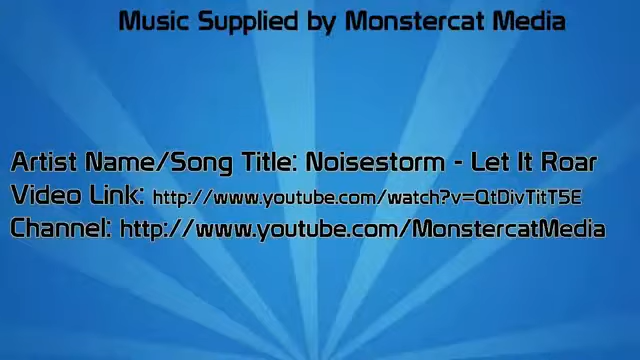 Music Supplied by Monstercat Media
Artist Name/Song Title: Noisestorm - Let It Roar
Video Link: http://www.youtube.com/watch?v=QtDivTitT5E
Channel: http://www.youtube.com/MonstercatMedia